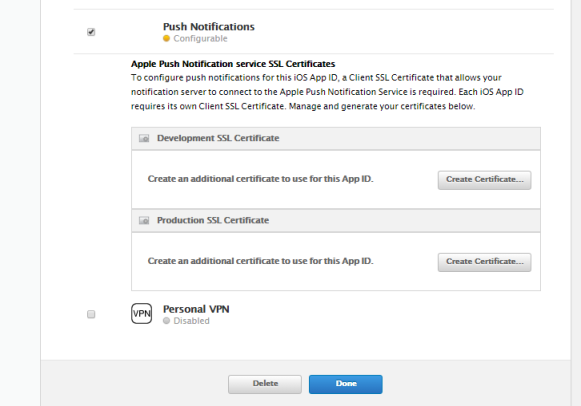 Push Notifications
Configurable
Apple Push Notification service SSL Certificates
To configure push notifications for this iOS App ID, a Client SSL Certificate that allows your
notification server to connect to the Apple Push Notification Service is required. Each iOS App ID
requires its own Client SSL Certificate. Manage and generate your certificates below.
Development SSL Certificate
Create an additional certificate to use for this App ID.
Create Certificate...
Production SSL Certificate
Create an additional certificate to use for this App ID.
Create Certificate...
VPN
Personal VPN
Disabled
Delete
Done